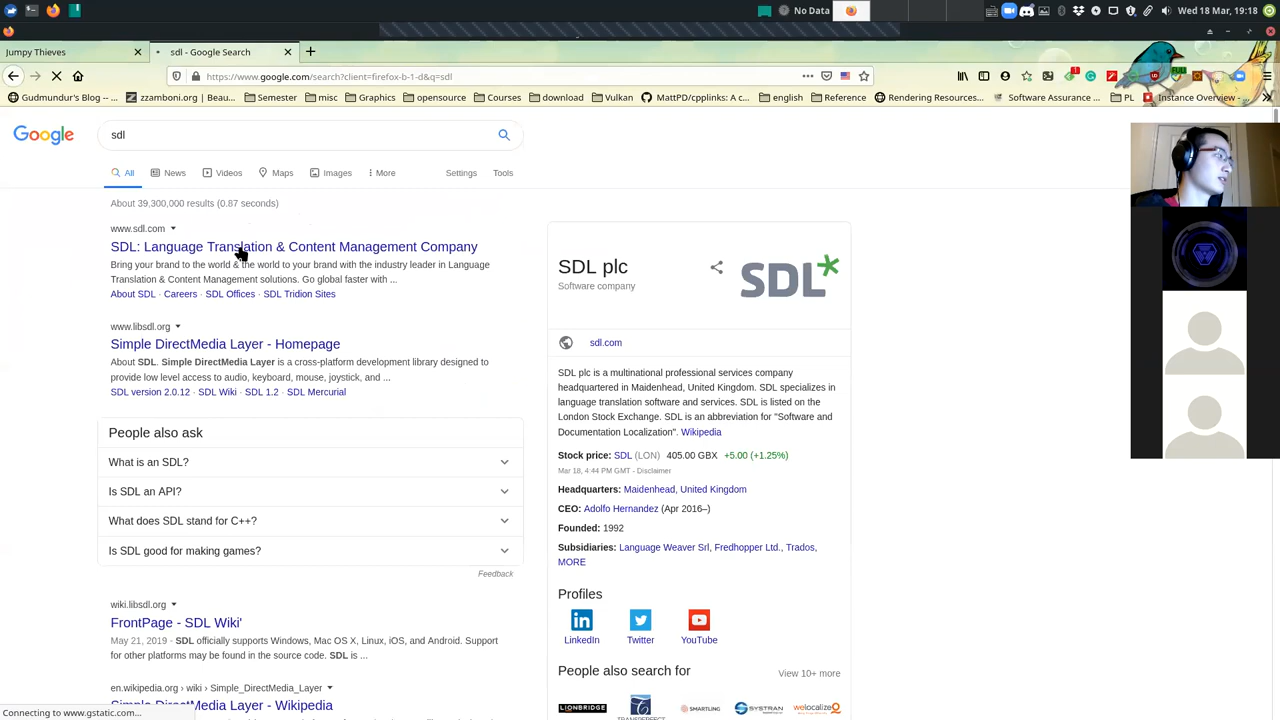 No Data
Wed 18 Mar, 19:18
Jumpy Thieves
sdl - Google Search
https://www.google.com/search?client=firefox-b-1-d&q=sdl
Gudmundur's Blog -- ...
zzamboni.org | Beau...
Semester
misc
Graphics
opensource
Courses
download
Vulkan
MattPD/cpplinks: A c...
english
Reference
Rendering Resources...
Software Assurance ...
PL
Instance Overview - ...
Google
sdl
All
News
Videos
Maps
Images
More
Settings
Tools
About 39,300,000 results (0.87 seconds)
www.sdl.com
SDL: Language Translation & Content Management Company
Bring your brand to the world & the world to your brand with the industry leader in Language
Translation & Content Management solutions. Go global faster with ...
About SDL · Careers · SDL Offices · SDL Tridion Sites
www.libsdl.org
Simple DirectMedia Layer - Homepage
About SDL. Simple DirectMedia Layer is a cross-platform development library designed to
provide low level access to audio, keyboard, mouse, joystick, and ...
SDL version 2.0.12 · SDL Wiki · SDL 1.2 · SDL Mercurial
People also ask
What is an SDL?
Is SDL an API?
What does SDL stand for C++?
Is SDL good for making games?
Feedback
wiki.libsdl.org
FrontPage - SDL Wiki'
May 21, 2019 - SDL officially supports Windows, Mac OS X, Linux, iOS, and Android. Support
for other platforms may be found in the source code. SDL is ...
en.wikipedia.org › wiki › Simple_DirectMedia_Layer
Simple DirectMedia Layer - Wikipedia
Connecting to www.gstatic.com...
SDL plc
Software company
SDL
sdl.com
SDL plc is a multinational professional services company
headquartered in Maidenhead, United Kingdom. SDL specializes in
language translation software and services. SDL is listed on the
London Stock Exchange. SDL is an abbreviation for "Software and
Documentation Localization". Wikipedia
Stock price: SDL (LON) 405.00 GBX +5.00 (+1.25%)
Mar 18, 4:44 PM GMT - Disclaimer
Headquarters: Maidenhead, United Kingdom
CEO: Adolfo Hernandez (Apr 2016–)
Founded: 1992
Subsidiaries: Language Weaver Srl, Fredhopper Ltd., Trados,
MORE
Profiles
LinkedIn
Twitter
YouTube
People also search for
View 10+ more
LIONBRIDGE
TRANSPERFECT
SMARTLING
SYSTRAN
welocalize